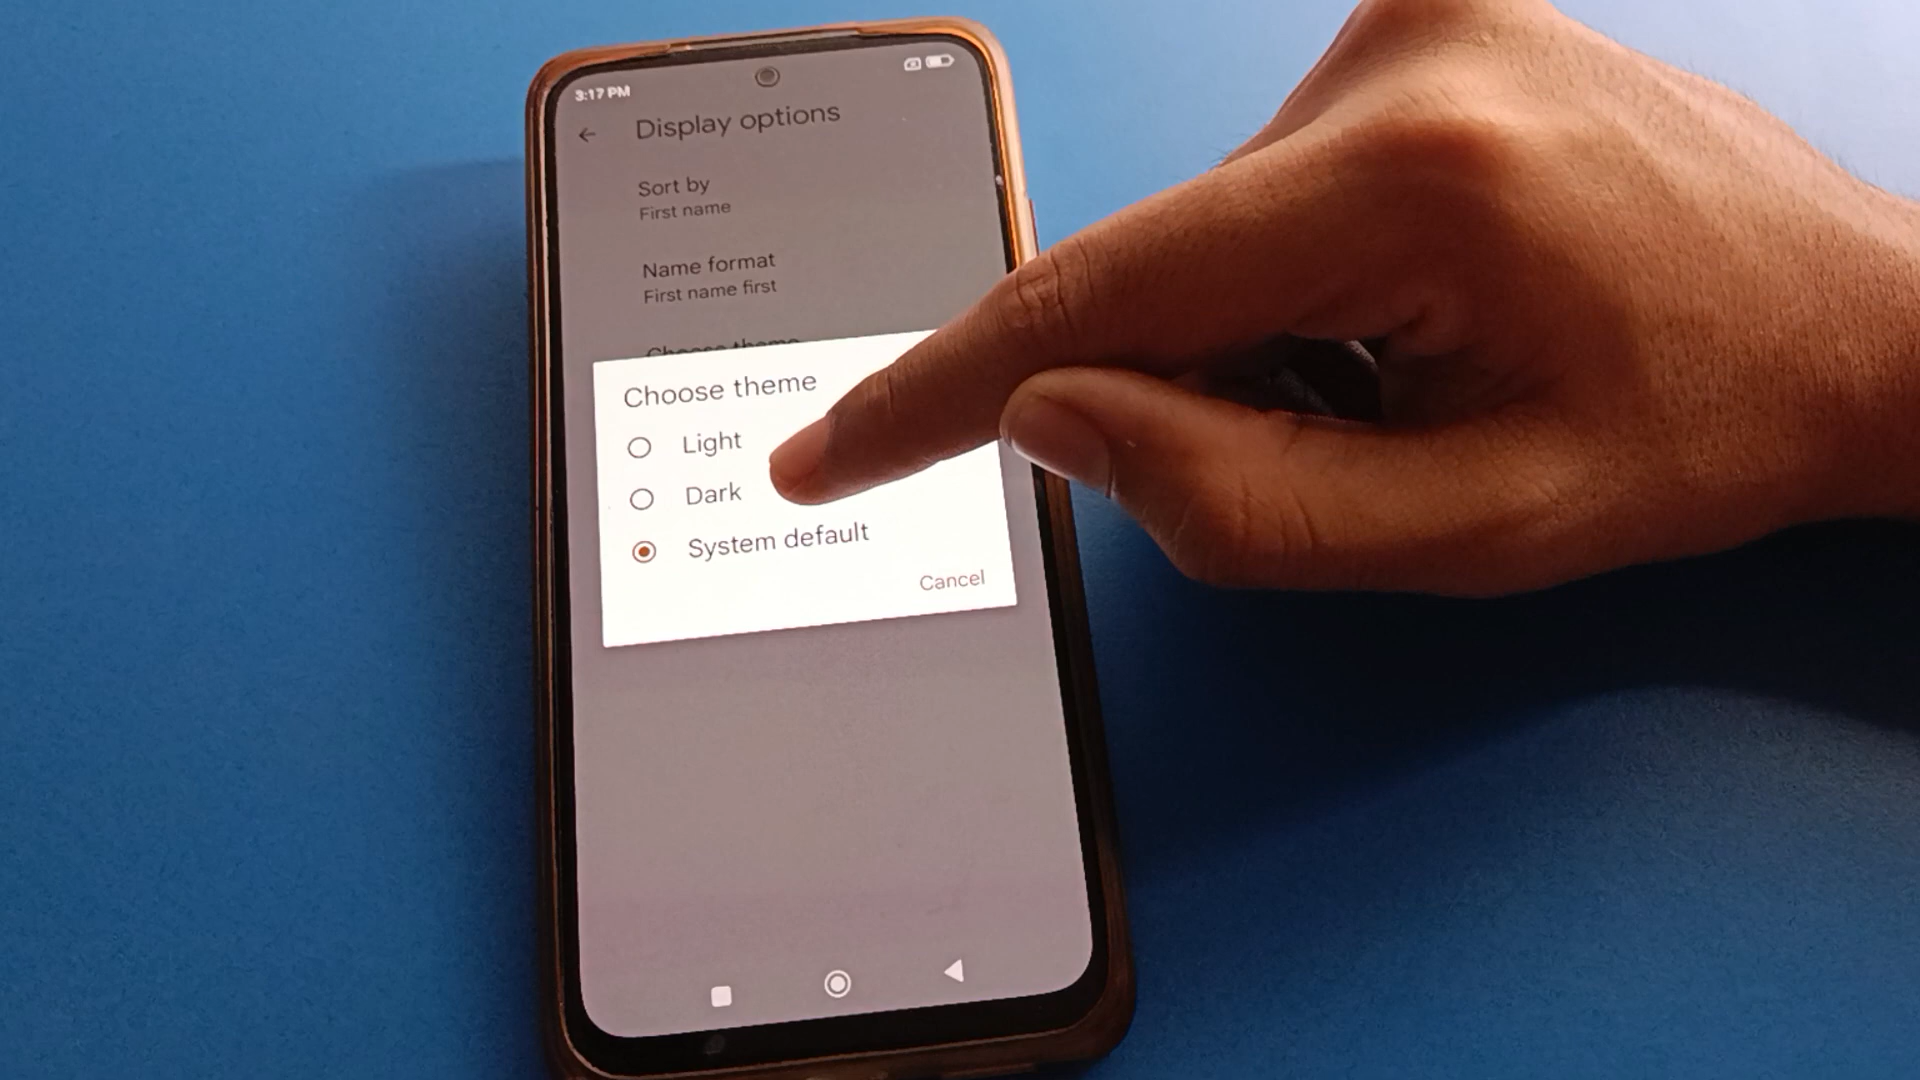 3:17 PM
Display options
Sort by
First name
Name format
First name first
Choose theme
Choose theme
Light
Dark
System default
Cancel